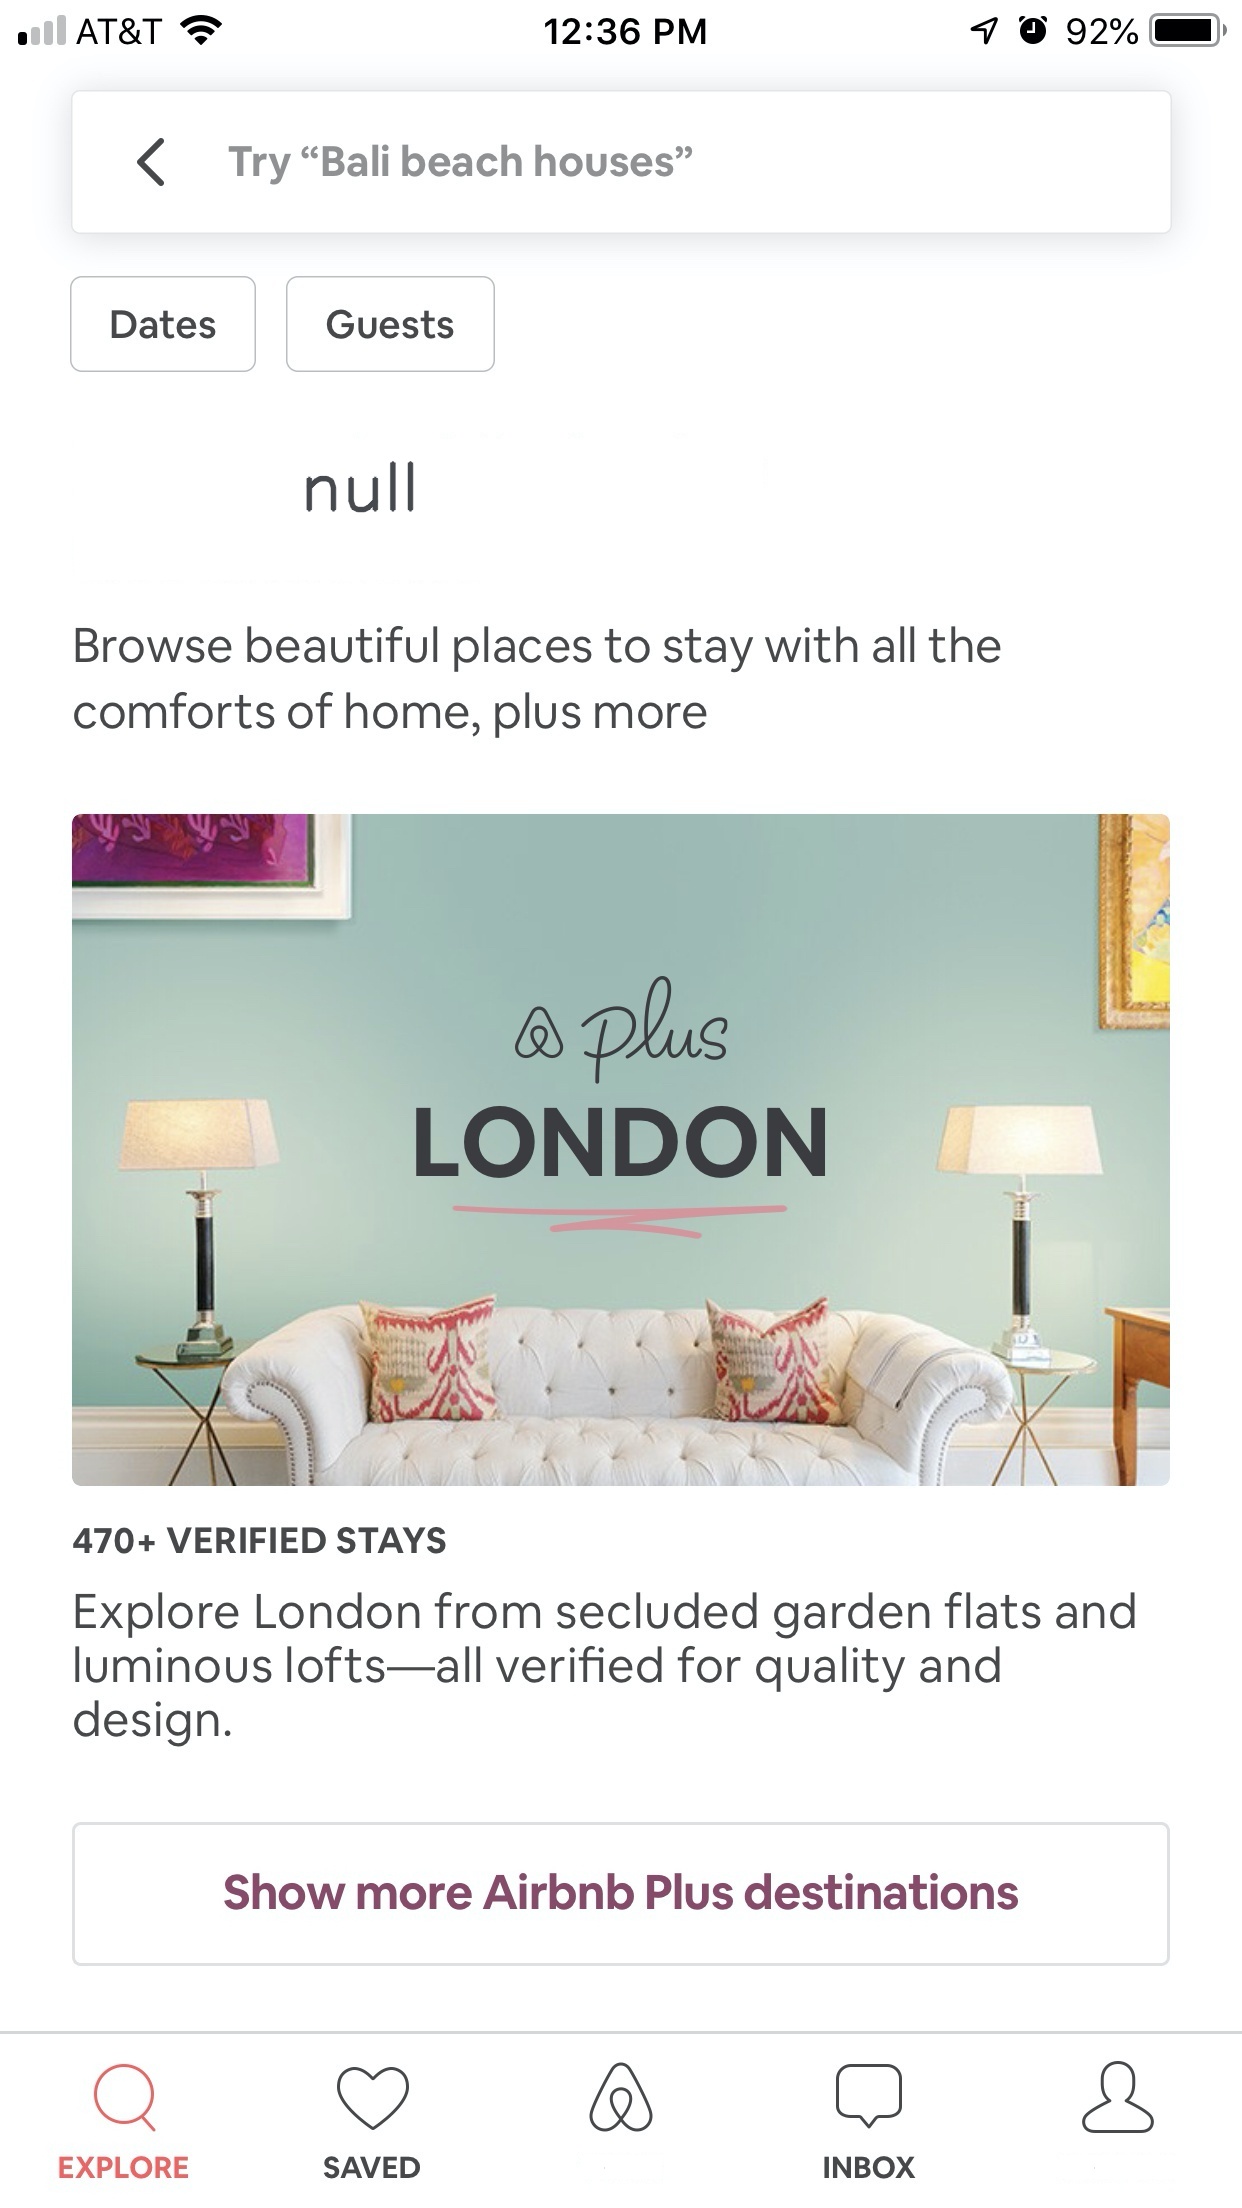 AT&T 12:36 PM 92%
Try “Bali beach houses”
Dates Guests
null
Browse beautiful places to stay with all the
comforts of home, plus more
plus
LONDON
470+ VERIFIED STAYS
Explore London from secluded garden flats and
luminous lofts—all verified for quality and
design.
Show more Airbnb Plus destinations
EXPLORE SAVED INBOX